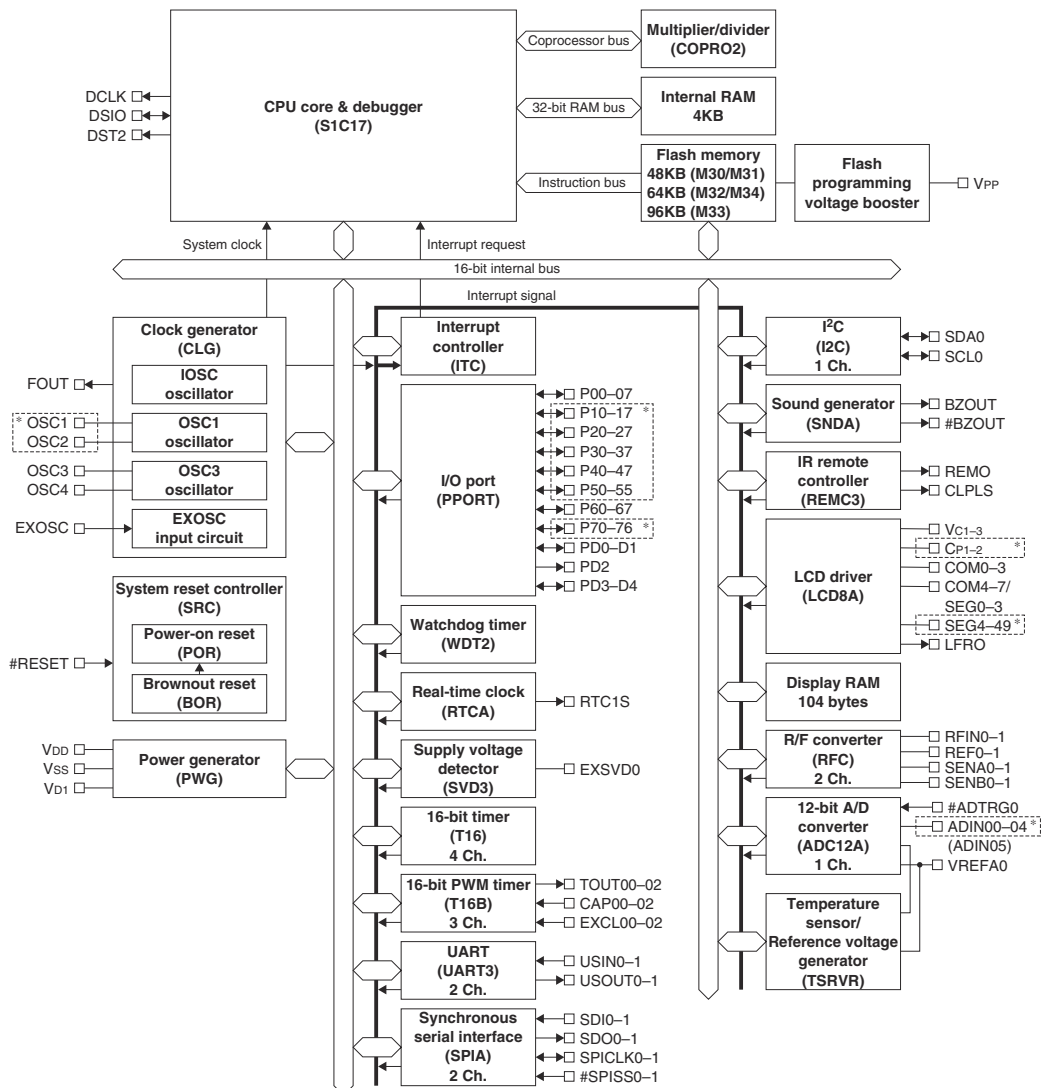 Coprocessor bus
Multiplier/divider
(COPRO2)
DCLK
DSIO
DST2
CPU core & debugger
(S1C17)
32-bit RAM bus
Internal RAM
4KB
Instruction bus
Flash memory
48KB (M30/M31)
64KB (M32/M34)
96KB (M33)
Flash
programming
voltage booster
VPP
System clock
Interrupt request
16-bit internal bus
Interrupt signal
Clock generator
(CLG)
IOSC
oscillator
OSC1
oscillator
OSC3
oscillator
EXOSC
input circuit
FOUT
* OSC1
OSC2
OSC3
OSC4
EXOSC
System reset controller
(SRC)
Power-on reset
(POR)
Brownout reset
(BOR)
#RESET
VDD
VSS
VD1
Power generator
(PWG)
Interrupt
controller
(ITC)
I/O port
(PPORT)
P00–07
P10–17 *
P20–27
P30–37
P40–47
P50–55
P60–67
P70–76 *
PD0–D1
PD2
PD3–D4
Watchdog timer
(WDT2)
Real-time clock
(RTCA)
RTC1S
Supply voltage
detector
(SVD3)
EXSVD0
16-bit timer
(T16)
4 Ch.
16-bit PWM timer
(T16B)
3 Ch.
TOUT00–02
CAP00–02
EXCL00–02
UART
(UART3)
2 Ch.
USIN0–1
USOUT0–1
Synchronous
serial interface
(SPIA)
2 Ch.
SDI0–1
SDO0–1
SPICLK0–1
#SPISS0–1
I²C
(I2C)
1 Ch.
SDA0
SCL0
Sound generator
(SNDA)
BZOUT
#BZOUT
IR remote
controller
(REMC3)
REMO
CLPLS
LCD driver
(LCD8A)
VC1–3
CP1–2 *
COM0–3
COM4–7/
SEG0–3
SEG4–49 *
LFRO
Display RAM
104 bytes
R/F converter
(RFC)
2 Ch.
RFIN0–1
REF0–1
SENA0–1
SENB0–1
12-bit A/D
converter
(ADC12A)
1 Ch.
#ADTRG0
ADIN00–04 *
(ADIN05)
VREFA0
Temperature
sensor/
Reference voltage
generator
(TSRVR)